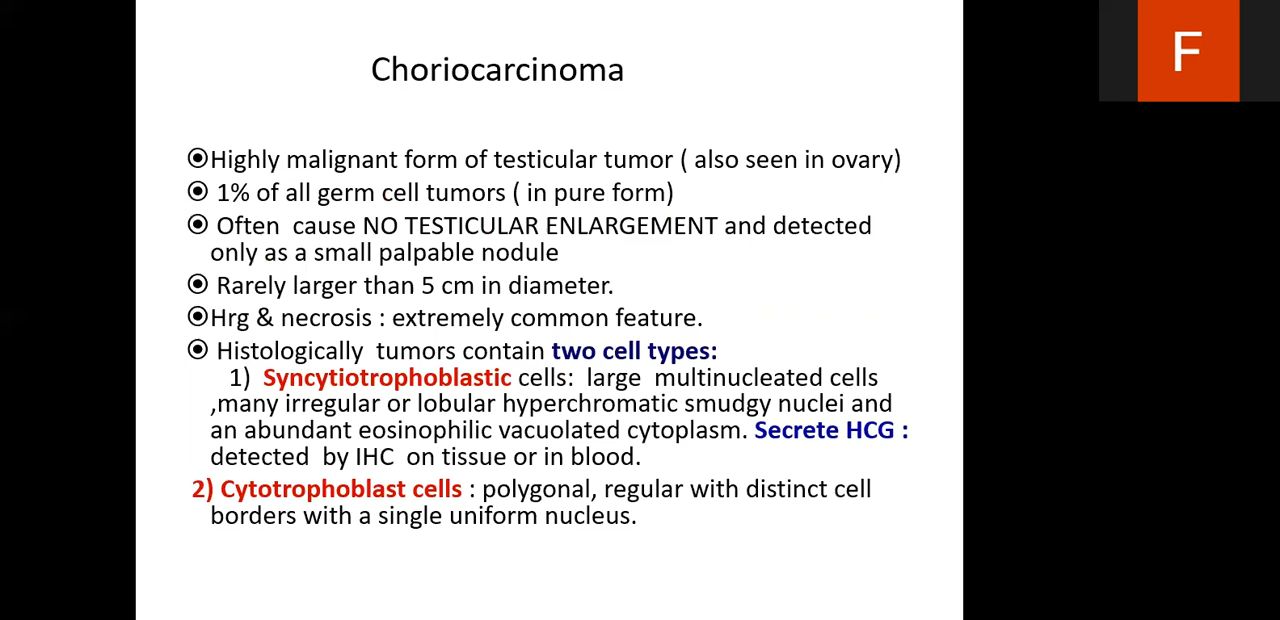 Choriocarcinoma
F
Highly malignant form of testicular tumor ( also seen in ovary)
1% of all germ cell tumors ( in pure form)
Often cause NO TESTICULAR ENLARGEMENT and detected
only as a small palpable nodule
Rarely larger than 5 cm in diameter.
Hrg & necrosis : extremely common feature.
Histologically tumors contain two cell types:
1) Syncytiotrophoblastic cells: large multinucleated cells
,many irregular or lobular hyperchromatic smudgy nuclei and
an abundant eosinophilic vacuolated cytoplasm. Secrete HCG :
detected by IHC on tissue or in blood.
2) Cytotrophoblast cells : polygonal, regular with distinct cell
borders with a single uniform nucleus.